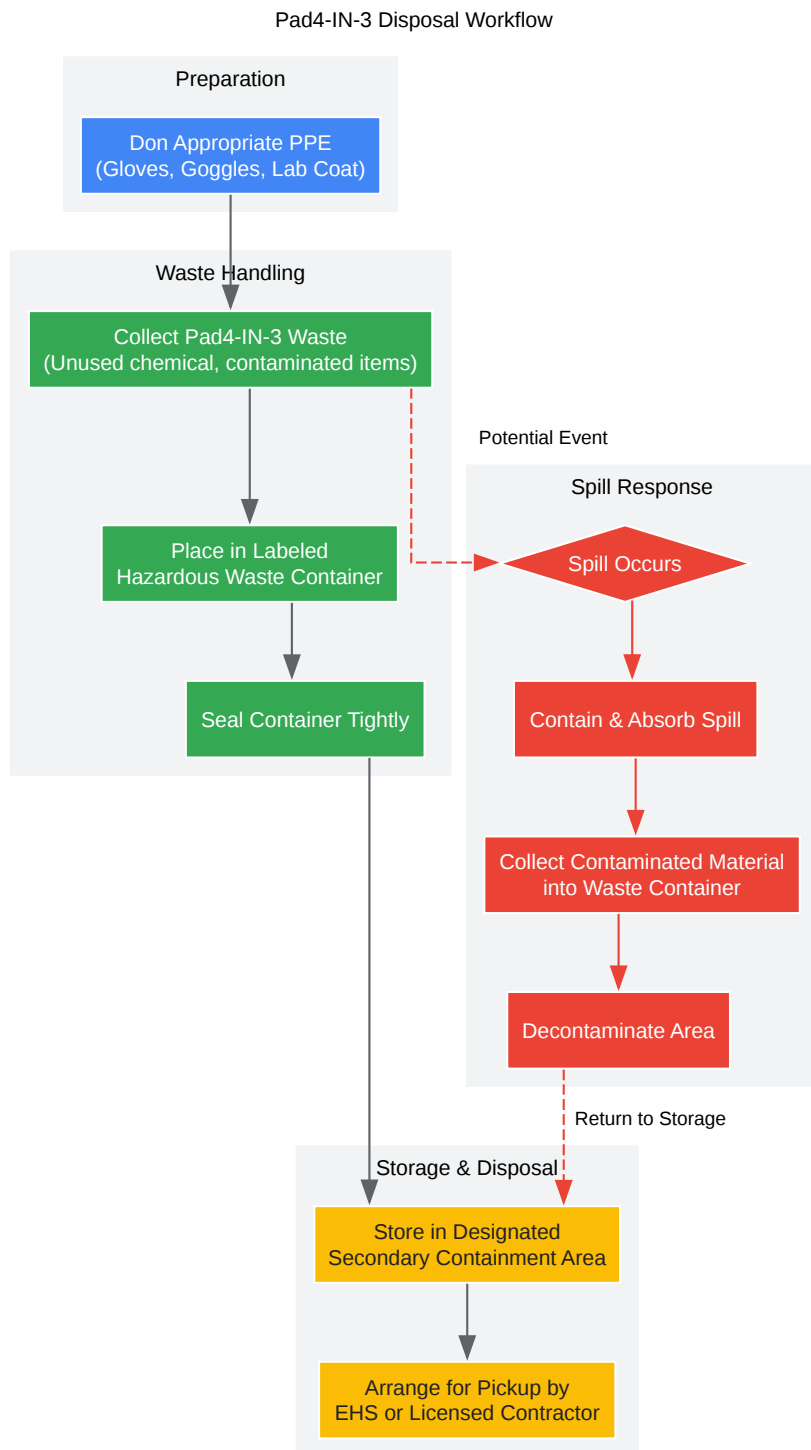 Pad4-IN-3 Disposal Workflow
Preparation
Don Appropriate PPE
(Gloves, Goggles, Lab Coat)
Waste Handling
Collect Pad4-IN-3 Waste
(Unused chemical, contaminated items)
Potential Event
Spill Response
Place in Labeled
Hazardous Waste Container
Spill Occurs
Seal Container Tightly
Contain & Absorb Spill
Collect Contaminated Material
into Waste Container
Decontaminate Area
Return to Storage
Storage & Disposal
Store in Designated
Secondary Containment Area
Arrange for Pickup by
EHS or Licensed Contractor